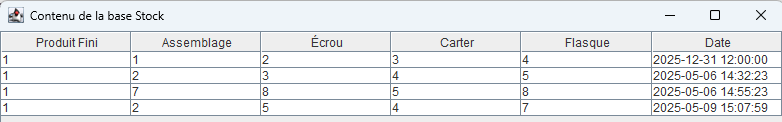 Contenu de la base Stock
Produit Fini Assemblage Écrou Carter Flasque Date
1 1 2 3 4 2025-12-31 12:00:00
1 2 3 4 5 2025-05-06 14:32:23
1 7 8 5 8 2025-05-06 14:55:23
1 2 5 4 7 2025-05-09 15:07:59